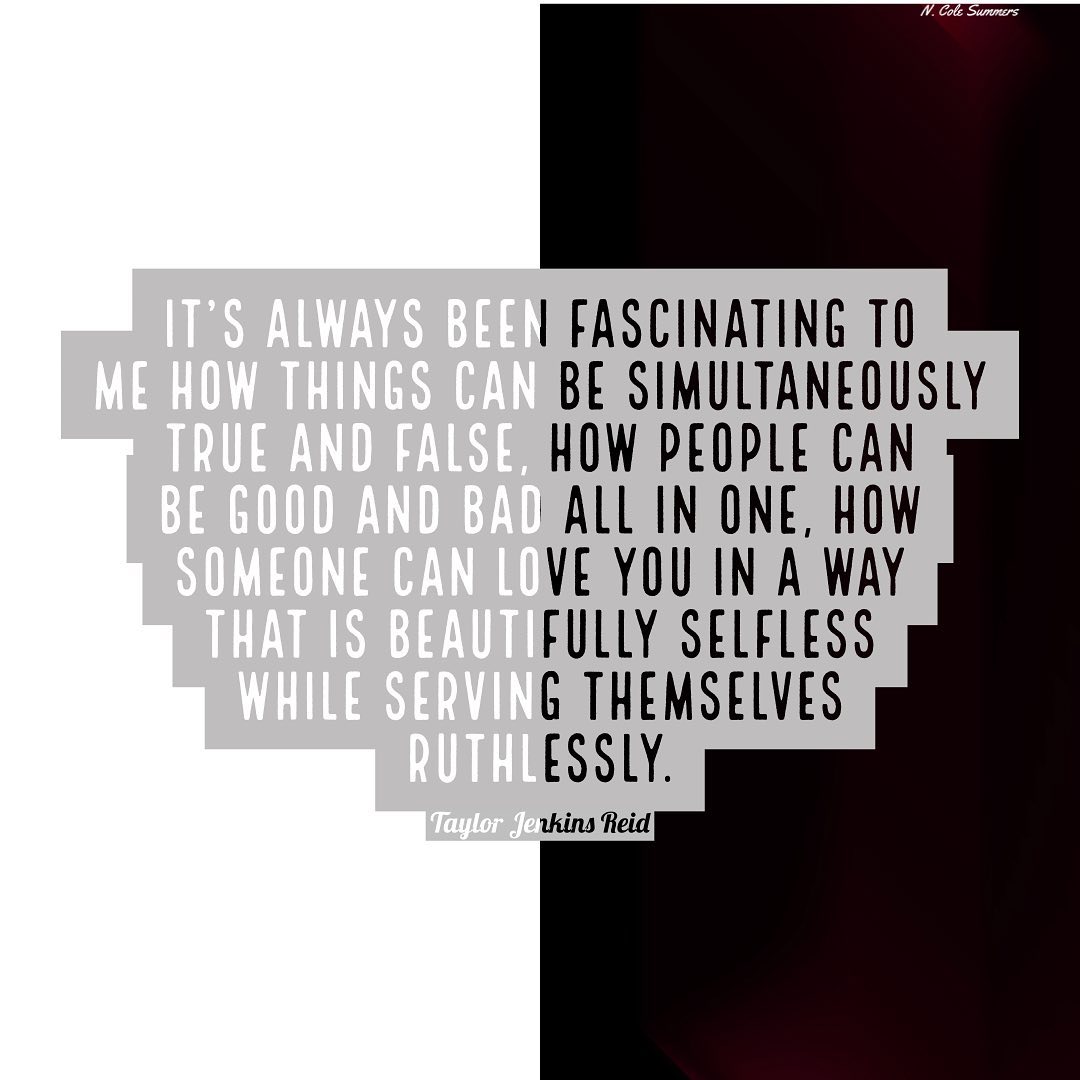 N. Cole Summers
IT'S ALWAYS BEEN FASCINATING TO
ME HOW THINGS CAN BE SIMULTANEOUSLY
TRUE AND FALSE, HOW PEOPLE CAN
BE GOOD AND BAD ALL IN ONE, HOW
SOMEONE CAN LOVE YOU IN A WAY
THAT IS BEAUTIFULLY SELFLESS
WHILE SERVING THEMSELVES
RUTHLESSLY.
Taylor Jenkins Reid